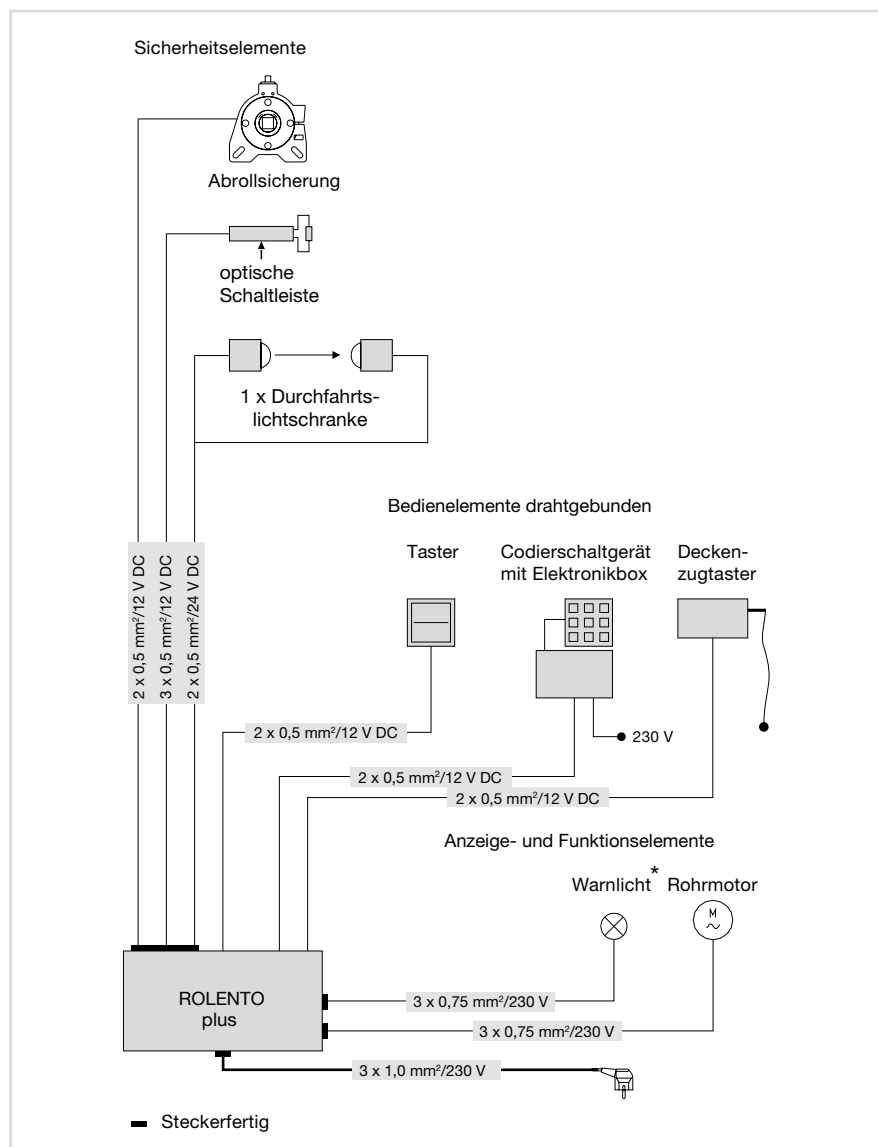 Sicherheitselemente
Abrollsicherung
optische
Schaltleiste
1 x Durchfahrts-
lichtschranke
2 x 0,5 mm²/12 V DC
3 x 0,5 mm²/12 V DC
2 x 0,5 mm²/24 V DC
Bedienelemente drahtgebunden
Taster
Codierschaltgerät
mit Elektronikbox
Decken-
zugtaster
230 V
2 x 0,5 mm²/12 V DC
2 x 0,5 mm²/12 V DC
2 x 0,5 mm²/12 V DC
Anzeige- und Funktionselemente
Warnlicht*
Rohrmotor
M
~
ROLENTO
plus
3 x 0,75 mm²/230 V
3 x 0,75 mm²/230 V
3 x 1,0 mm²/230 V
Steckerfertig